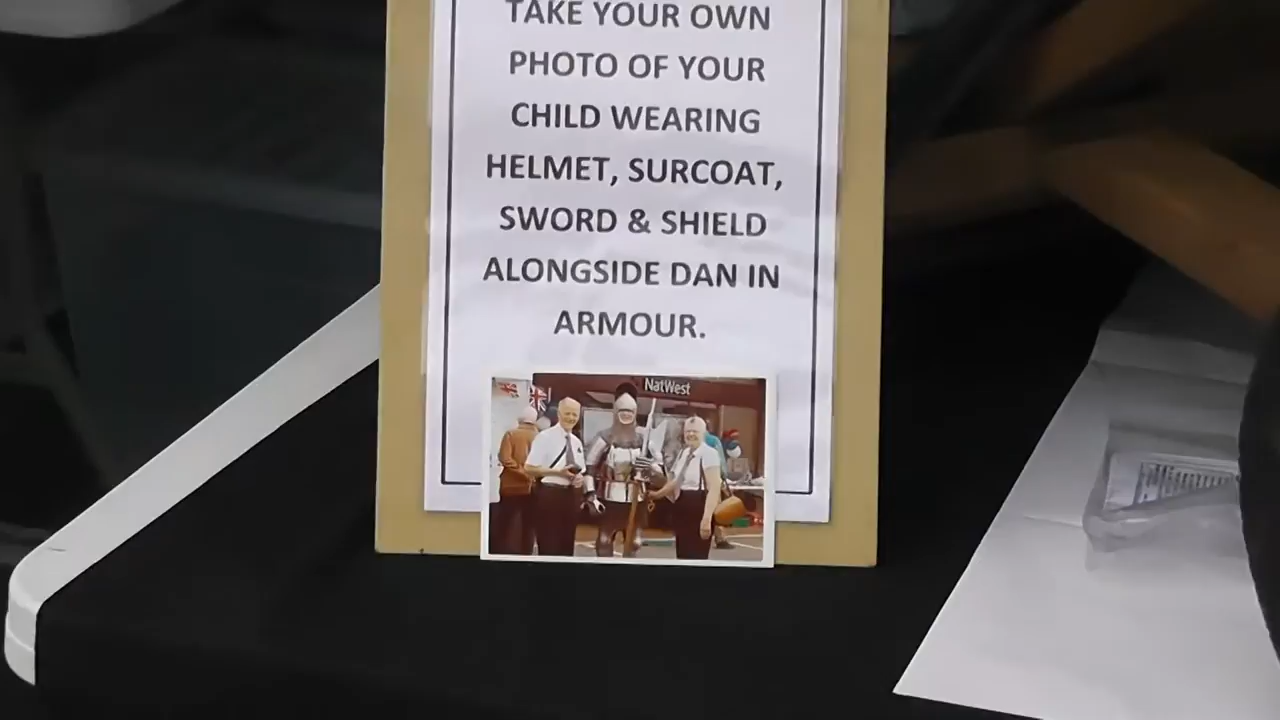 TAKE YOUR OWN
PHOTO OF YOUR
CHILD WEARING
HELMET, SURCOAT,
SWORD & SHIELD
ALONGSIDE DAN IN
ARMOUR.
NatWest